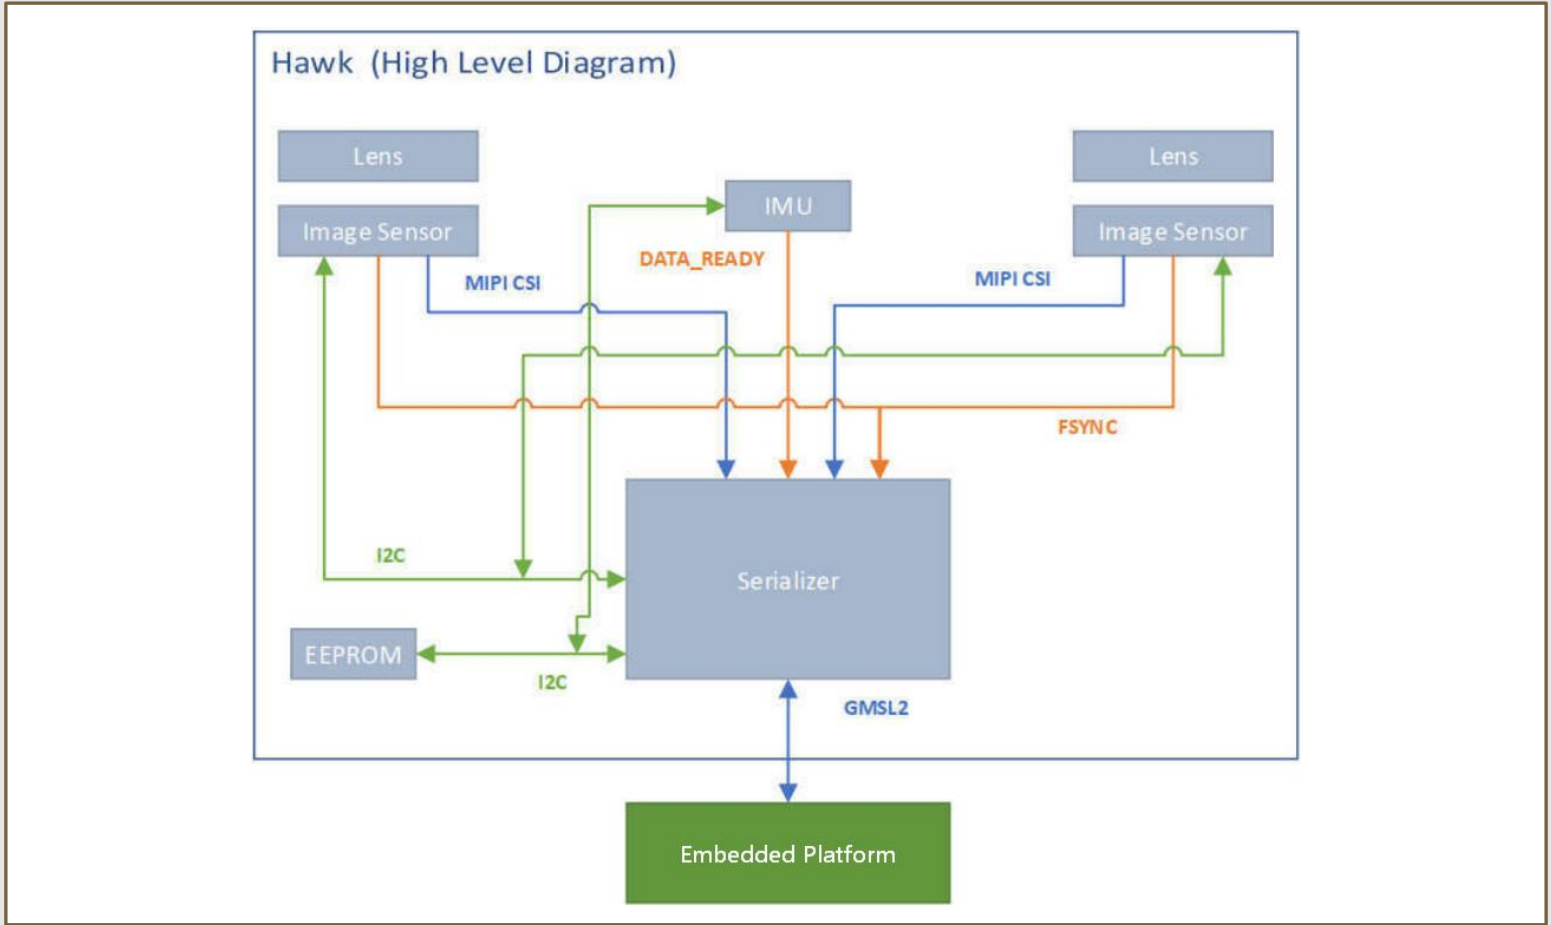 Hawk (High Level Diagram)
Lens
Lens
IMU
Image Sensor
Image Sensor
DATA_READY
MIPI CSI
MIPI CSI
FSYNC
I2C
Serializer
EEPROM
I2C
GMSL2
Embedded Platform